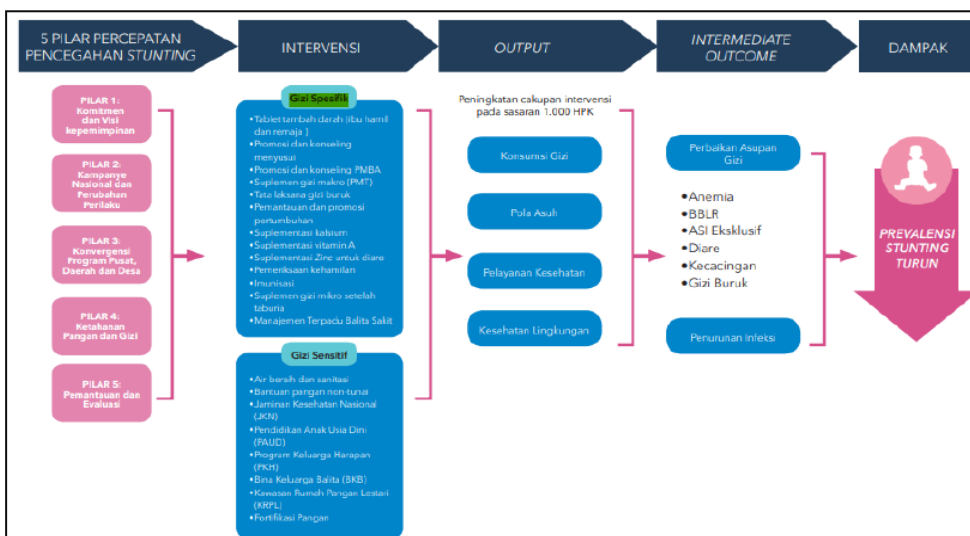 5 PILAR PERCEPATAN
PENCEGAHAN STUNTING
INTERVENSI
OUTPUT
INTERMEDIATE
OUTCOME
DAMPAK
PILAR 1:
Komitmen
dan Visi
kepemimpinan
PILAR 2:
Kampanye
Nasional dan
Perubahan
Perilaku
PILAR 3:
Konvergensi
Program Pusat,
Daerah dan Desa
PILAR 4:
Ketahanan
Pangan dan Gizi
PILAR 5:
Pemantauan dan
Evaluasi
Gizi Spesifik
•Tablet tambah darah (ibu hamil
dan remaja )
•Promosi dan konseling
menyusui
•Promosi dan konseling PMBA
•Suplemen gizi makro (PMT)
•Tata laksana gizi buruk
•Pemantauan dan promosi
pertumbuhan
•Suplementasi kalsium
•Suplementasi vitamin A
•Suplementasi Zinc untuk diare
•Pemeriksaan kehamilan
•Imunisasi
•Suplemen gizi mikro setelah
taburia
•Manajemen Terpadu Balita Sakit
Gizi Sensitif
•Air bersih dan sanitasi
•Bantuan pangan non-tunai
•Jaminan Kesehatan Nasional
(JKN)
•Pendidikan Anak Usia Dini
(PAUD)
•Program Keluarga Harapan
(PKH)
•Bina Keluarga Balita (BKB)
•Kawasan Rumah Pangan Lestari
(KRPL)
•Fortifikasi Pangan
Peningkatan cakupan intervensi
pada sasaran 1.000 HPK
Konsumsi Gizi
Pola Asuh
Pelayanan Kesehatan
Kesehatan Lingkungan
Perbaikan Asupan
Gizi
•Anemia
•BBLR
•ASI Eksklusif
•Diare
•Kecacingan
•Gizi Buruk
Penurunan Infeksi
PREVALENSI
STUNTING
TURUN